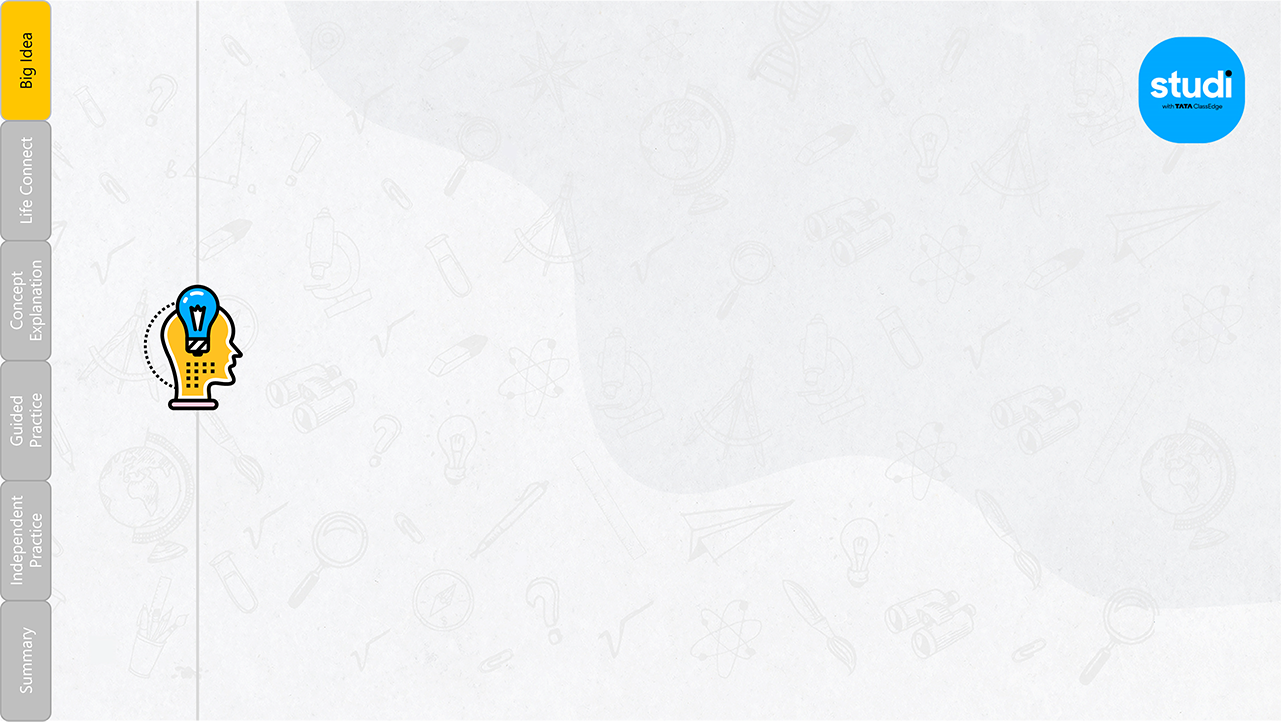 Big Idea
Life Connect
Concept
Explanation
Guided
Practice
Independent
Practice
Summary
studi
with TATA ClassEdge